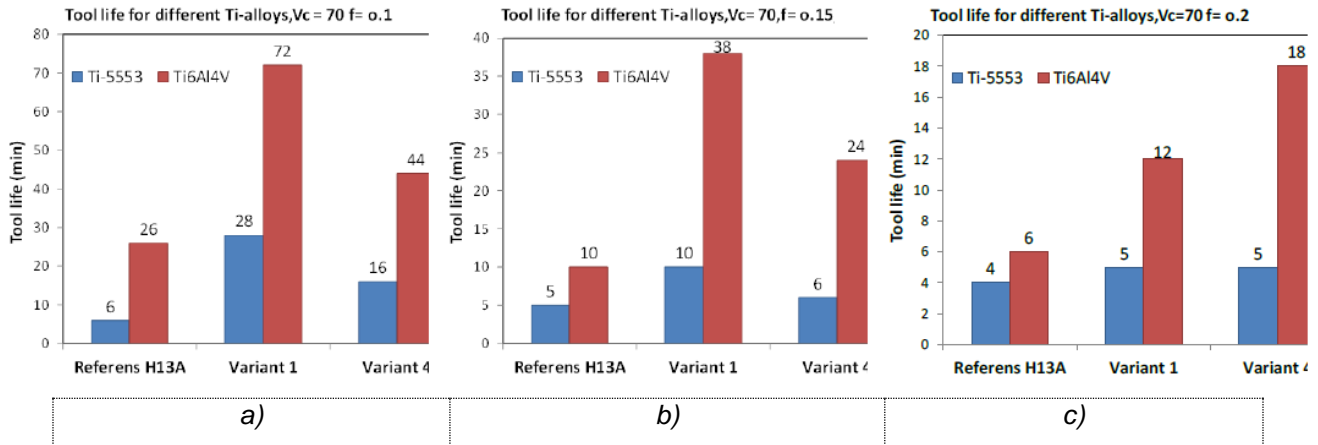 Tool life for different Ti-alloys,Vc = 70 f= o.1
80
70
60
50
40
30
20
10
0
Tool life (min)
Ti-5553 Ti6Al4V
6 26 28 72 16 44
Referens H13A Variant 1 Variant 4
a)
Tool life for different Ti-alloys,Vc = 70,f= o.15
40
35
30
25
20
15
10
5
0
Tool life (min)
Ti-5553 Ti6Al4V
5 10 10 38 6 24
Referens H13A Variant 1 Variant 4
b)
Tool life for different Ti-alloys,Vc=70 f= o.2
20
18
16
14
12
10
8
6
4
2
0
Tool life (min)
Ti-5553 Ti6Al4V
4 6 5 12 5 18
Referens H13A Variant 1 Variant 4
c)